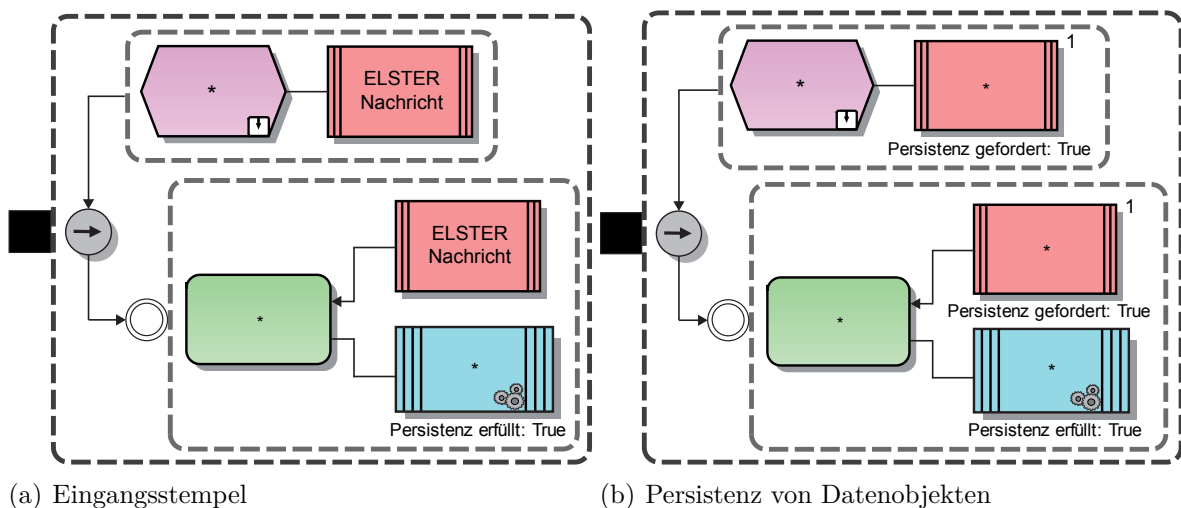 *
ELSTER
Nachricht
ELSTER
Nachricht
*
*
Persistenz erfüllt: True
(a) Eingangsstempel
*
*
1
Persistenz gefordert: True
*
1
Persistenz gefordert: True
*
*
Persistenz erfüllt: True
(b) Persistenz von Datenobjekten